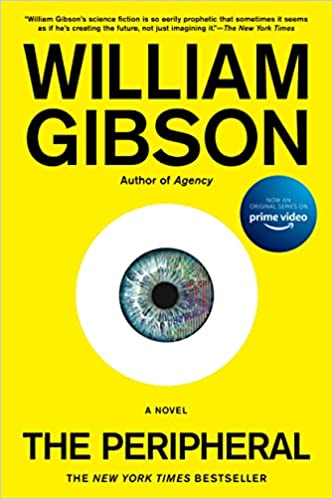 "William Gibson's science fiction is so eerily prophetic that sometimes it seems
as if he's creating the future, not just imagining it."—The New York Times
WILLIAM
GIBSON
Author of Agency
NOW AN
ORIGINAL SERIES ON
prime video
A NOVEL
THE PERIPHERAL
THE NEW YORK TIMES BESTSELLER